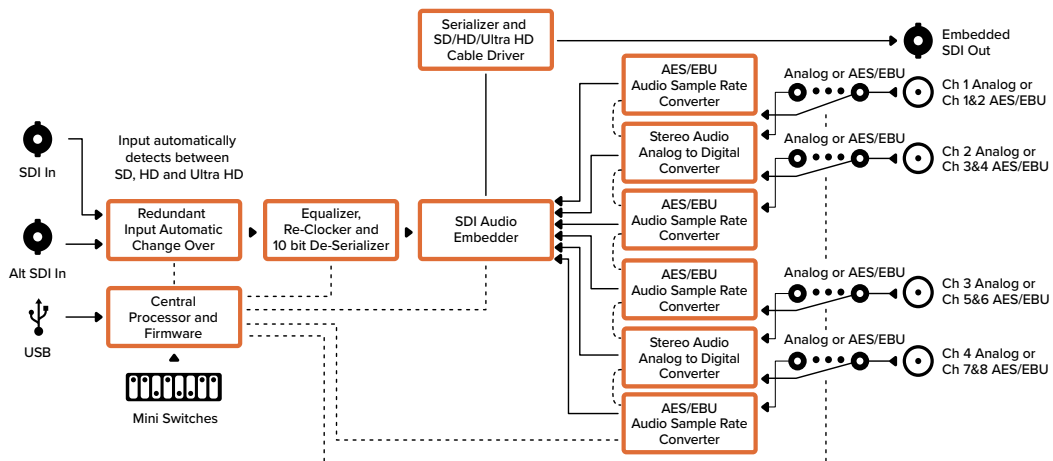 Serializer and
SD/HD/Ultra HD
Cable Driver
Embedded
SDI Out
AES/EBU
Audio Sample Rate
Converter
Analog or AES/EBU
Ch 1 Analog or
Ch 1&2 AES/EBU
SDI In
Input automatically
detects between
SD, HD and Ultra HD
Stereo Audio
Analog to Digital
Converter
Analog or AES/EBU
Ch 2 Analog or
Ch 3&4 AES/EBU
Alt SDI In
Redundant
Input Automatic
Change Over
Equalizer,
Re-Clocker and
10 bit De-Serializer
SDI Audio
Embedder
AES/EBU
Audio Sample Rate
Converter
USB
Central
Processor and
Firmware
AES/EBU
Audio Sample Rate
Converter
Analog or AES/EBU
Ch 3 Analog or
Ch 5&6 AES/EBU
Mini Switches
Stereo Audio
Analog to Digital
Converter
Analog or AES/EBU
Ch 4 Analog or
Ch 7&8 AES/EBU
AES/EBU
Audio Sample Rate
Converter